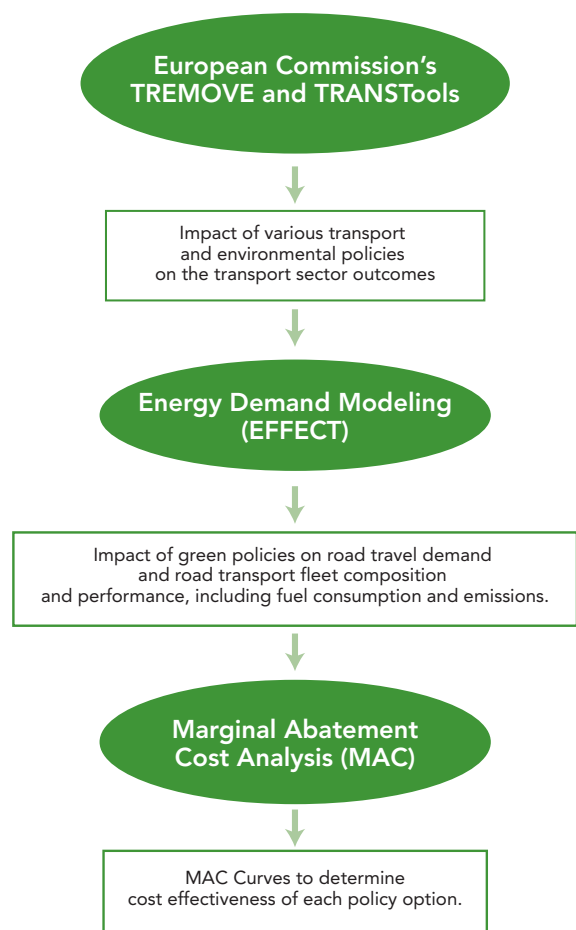 European Commission's
TREMOVE and TRANSTools
Impact of various transport
and environmental policies
on the transport sector outcomes
Energy Demand Modeling
(EFFECT)
Impact of green policies on road travel demand
and road transport fleet composition
and performance, including fuel consumption and emissions.
Marginal Abatement
Cost Analysis (MAC)
MAC Curves to determine
cost effectiveness of each policy option.